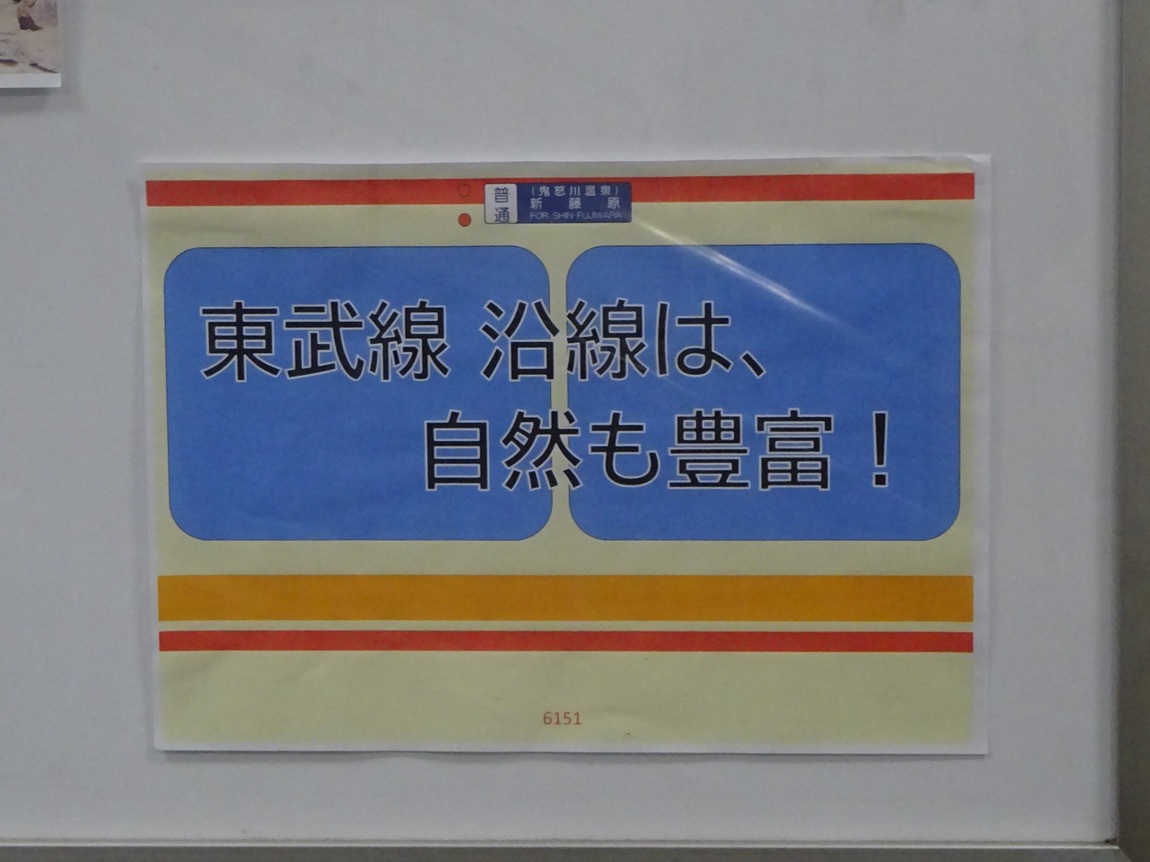 普通
(鬼怒川温泉)
新藤原
FOR SHIN-FUJIWARA
東武線 沿線は、
自然も豊富！
6151